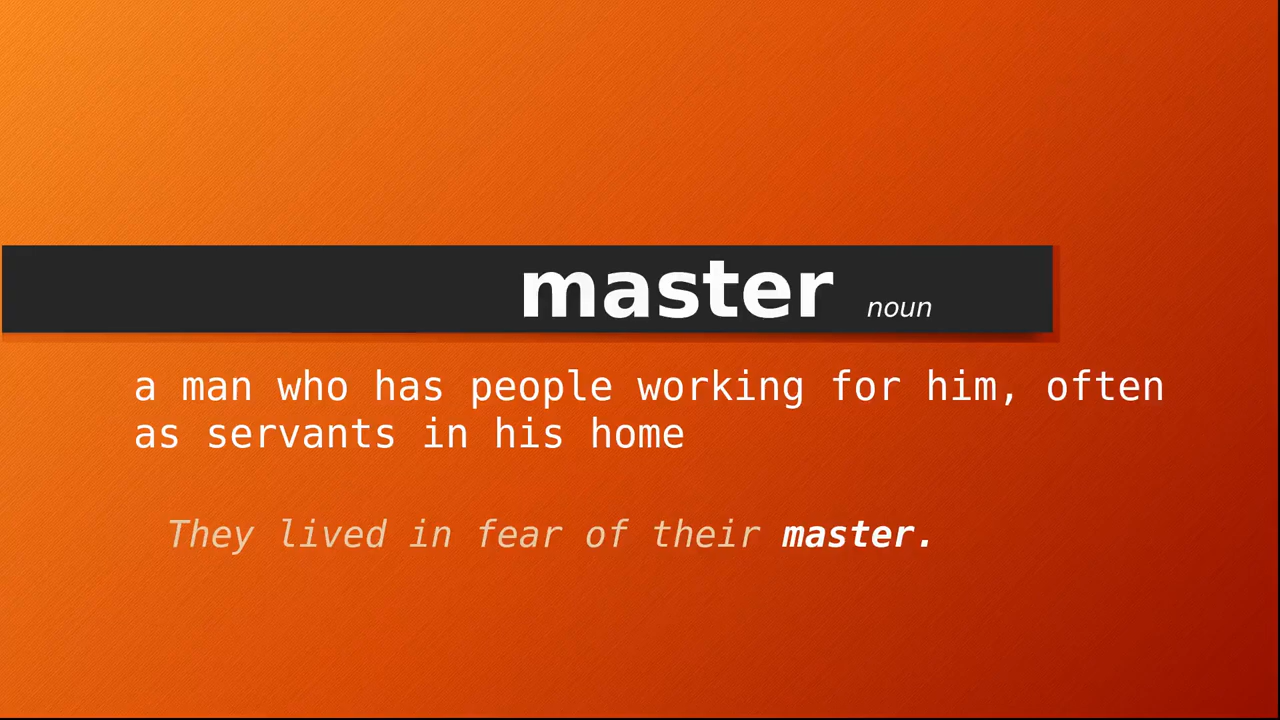 master noun
a man who has people working for him, often
as servants in his home
They lived in fear of their master.